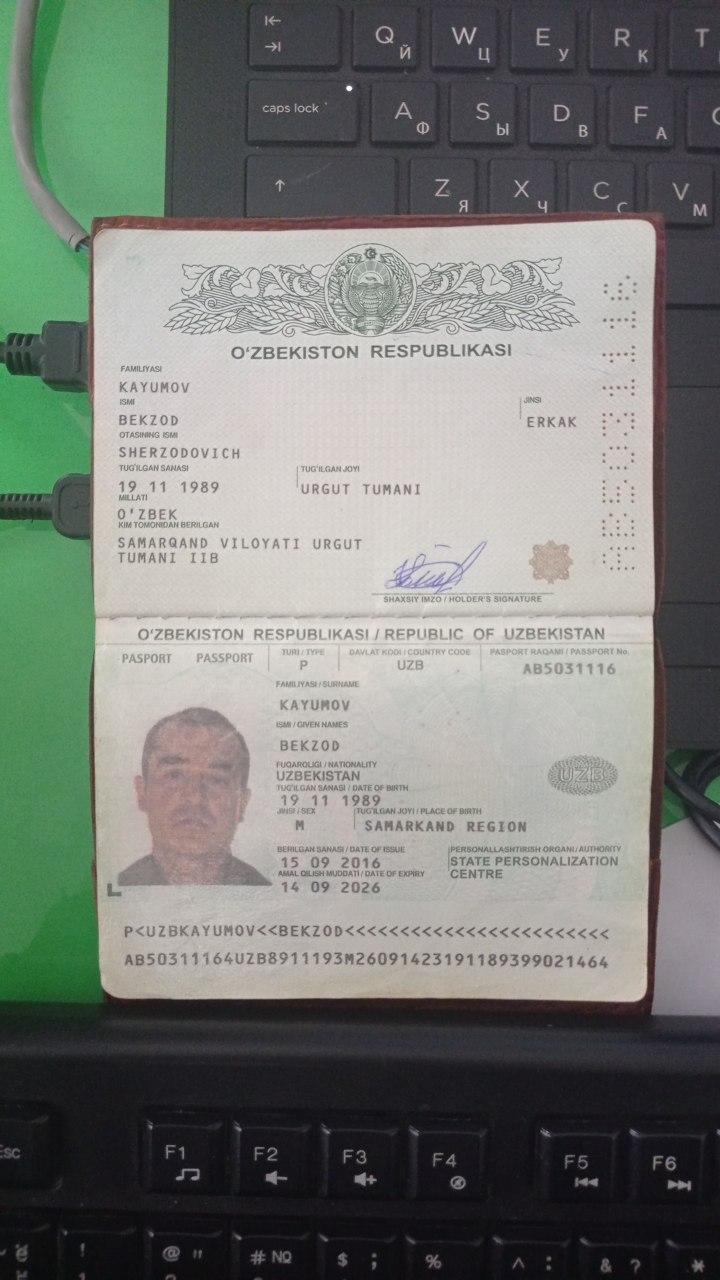 Q Й W Ц E У R К T
caps lock A Ф S Ы D В F А
Z Я X Ч C С V М
O‘ZBEKISTON RESPUBLIKASI
FAMILIYASI
KAYUMOV
ISMI
BEKZOD
JINSI
ERKAK
OTASINING ISMI
SHERZODOVICH
TUG‘ILGAN SANASI
19 11 1989
TUG‘ILGAN JOYI
URGUT TUMANI
MILLATI
O'ZBEK
KIM TOMONIDAN BERILGAN
SAMARQAND VILOYATI URGUT
TUMANI IIB
SHAXSIY IMZO / HOLDER'S SIGNATURE
AB5031116
O‘ZBEKISTON RESPUBLIKASI / REPUBLIC OF UZBEKISTAN
PASPORT PASSPORT
TURI / TYPE
P
DAVLAT KODI / COUNTRY CODE
UZB
PASPORT RAQAMI / PASSPORT No.
AB5031116
FAMILIYASI / SURNAME
KAYUMOV
ISMI / GIVEN NAMES
BEKZOD
FUQAROLIGI / NATIONALITY
UZBEKISTAN
UZB
TUG‘ILGAN SANASI / DATE OF BIRTH
19 11 1989
JINSI / SEX
M
TUG‘ILGAN JOYI / PLACE OF BIRTH
SAMARKAND REGION
BERILGAN SANASI / DATE OF ISSUE
15 09 2016
PERSONALLASHTIRISH ORGANI / AUTHORITY
STATE PERSONALIZATION
CENTRE
AMAL QILISH MUDDATI / DATE OF EXPIRY
14 09 2026
P<UZBKAYUMOV<<BEKZOD<<<<<<<<<<<<<<<<<<<<<<<<
AB50311164UZB8911193M26091423191189399021464
Esc F1 F2 F3 F4 F5 F6
! @ " # № $ ; % ^ : & ? *